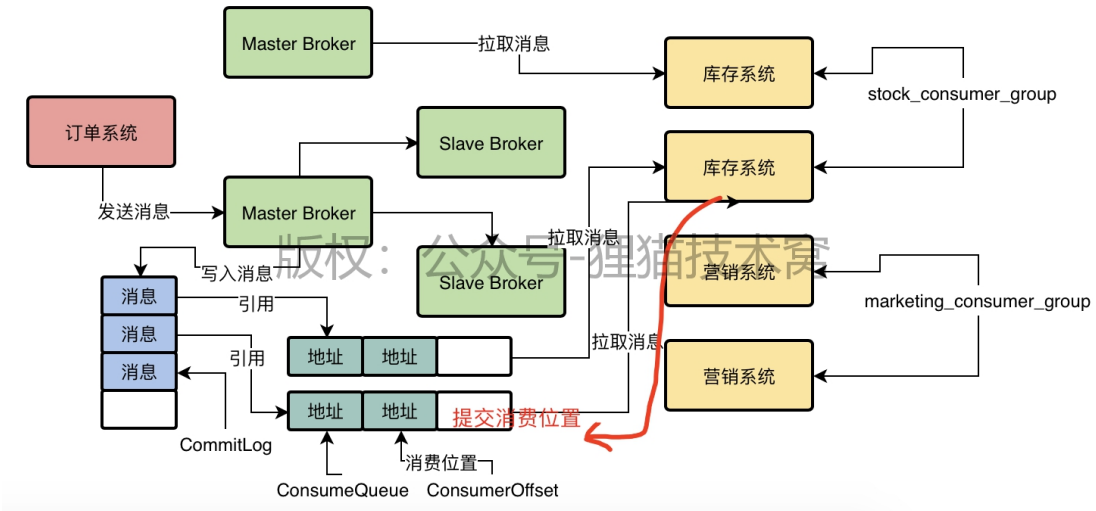 Master Broker
拉取消息
库存系统
stock_consumer_group
订单系统
Slave Broker
库存系统
发送消息
Master Broker
拉取消息
版权：公众号-狸猫技术窝
营销系统
写入消息
Slave Broker
marketing_consumer_group
消息
引用
消息
拉取消息
引用
地址
地址
消息
营销系统
地址
地址
提交消费位置
CommitLog
消费位置
ConsumeQueue
ConsumerOffset